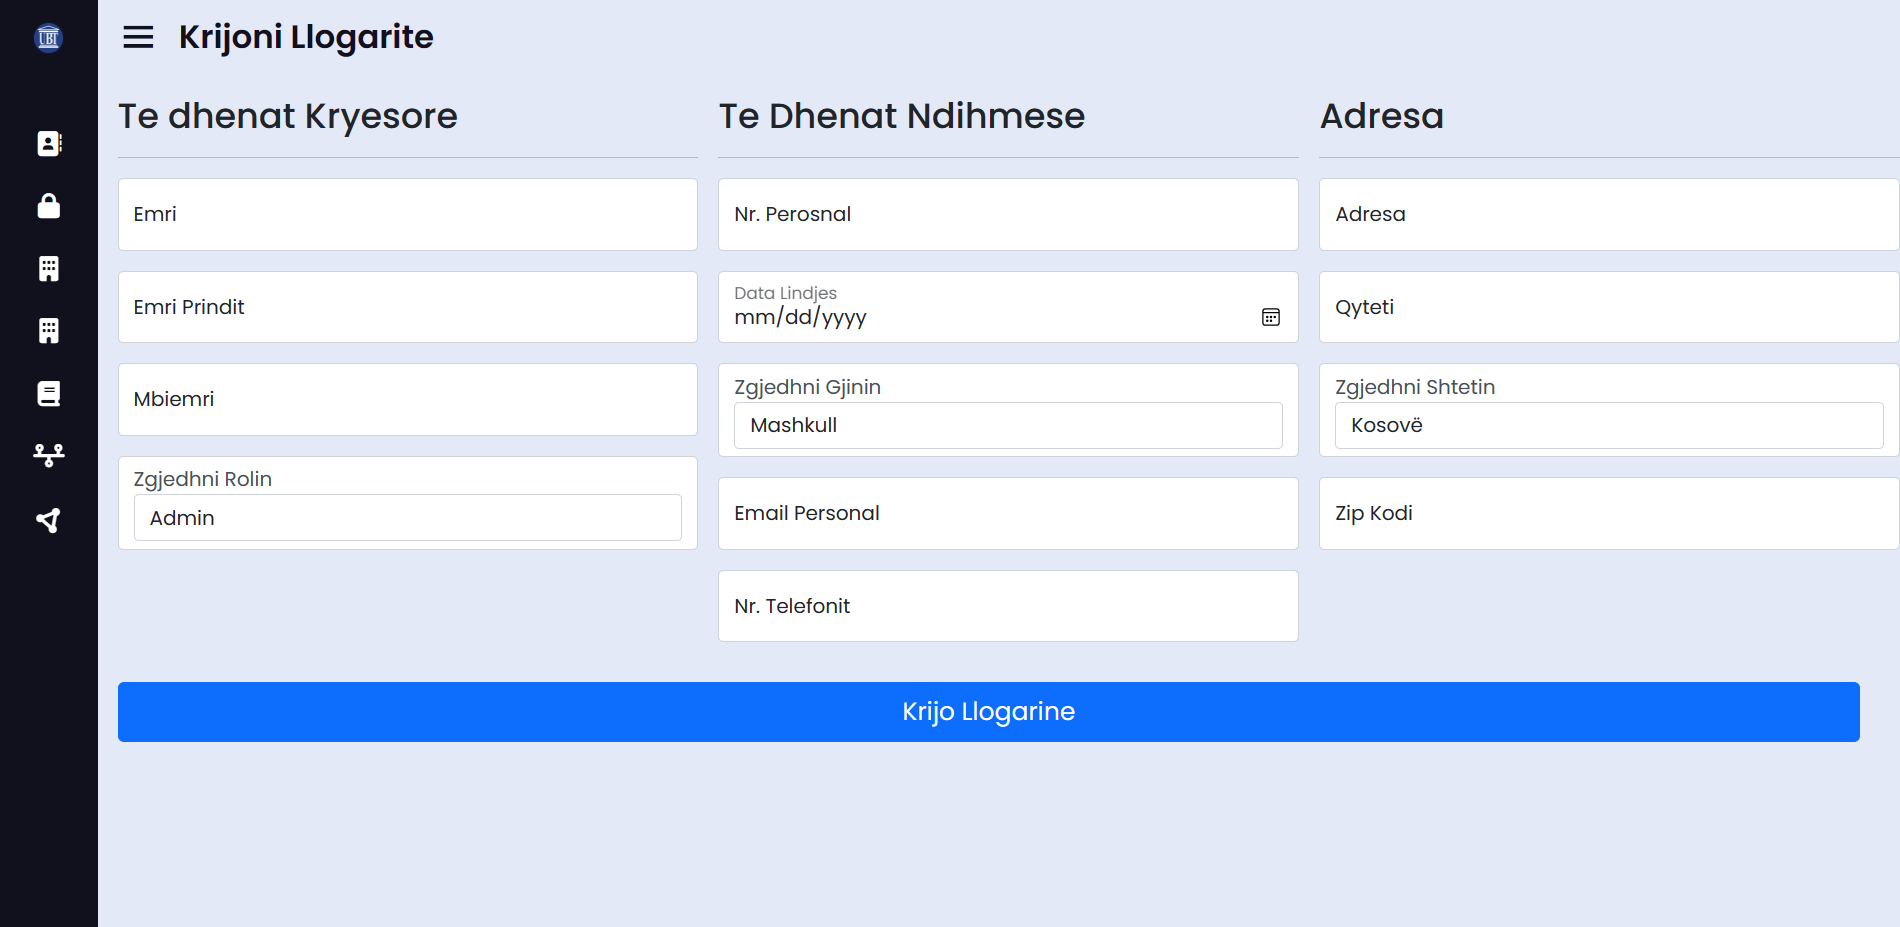 UBT
Krijoni Llogarite
Te dhenat Kryesore
Emri
Emri Prindit
Mbiemri
Zgjedhni Rolin
Admin
Te Dhenat Ndihmese
Nr. Perosnal
Data Lindjes
mm/dd/yyyy
Zgjedhni Gjinin
Mashkull
Email Personal
Nr. Telefonit
Adresa
Adresa
Qyteti
Zgjedhni Shtetin
Kosovë
Zip Kodi
Krijo Llogarine